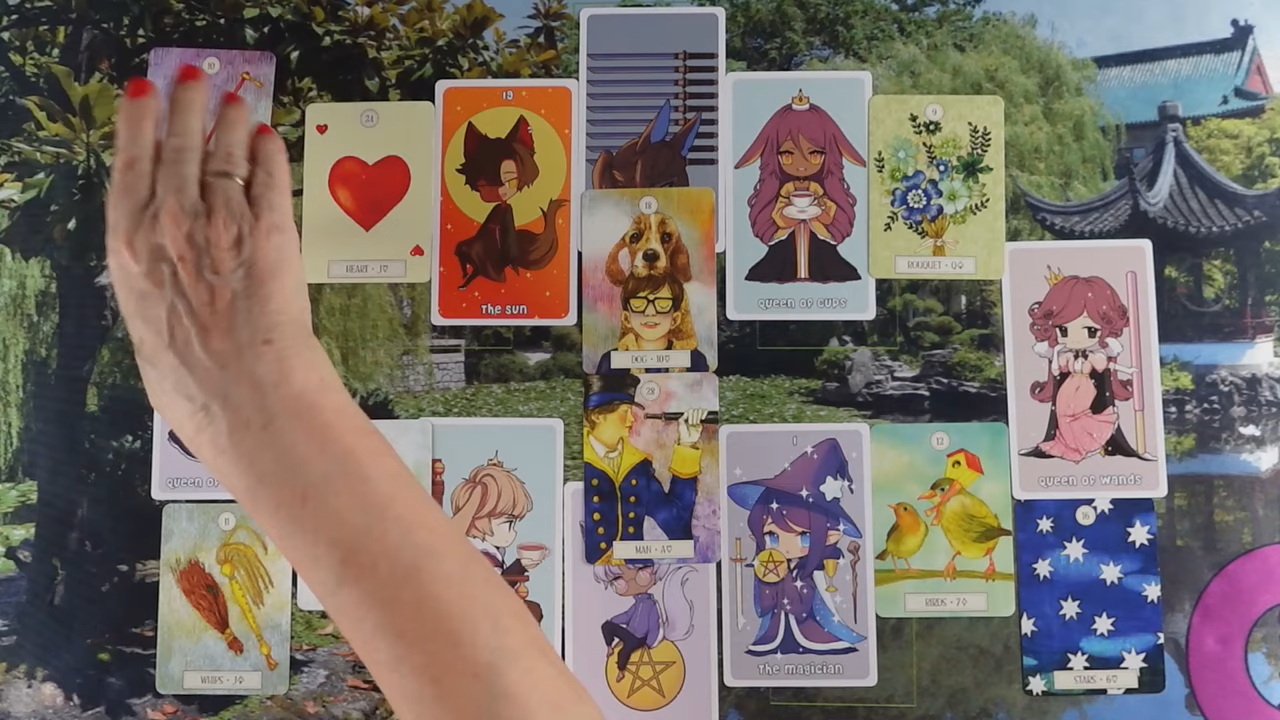 10
24
HEART · J♡
19
The SUN
18
DOG · 10♡
QUEEN OF CUPS
9
BOUQUET · Q♤
QUEEN OF WANDS
QUEEN OF
11
WHIPS · J♧
28
MAN · A♡
1
The MAGICIAN
12
BIRDS · 7♢
16
STARS · 6♡